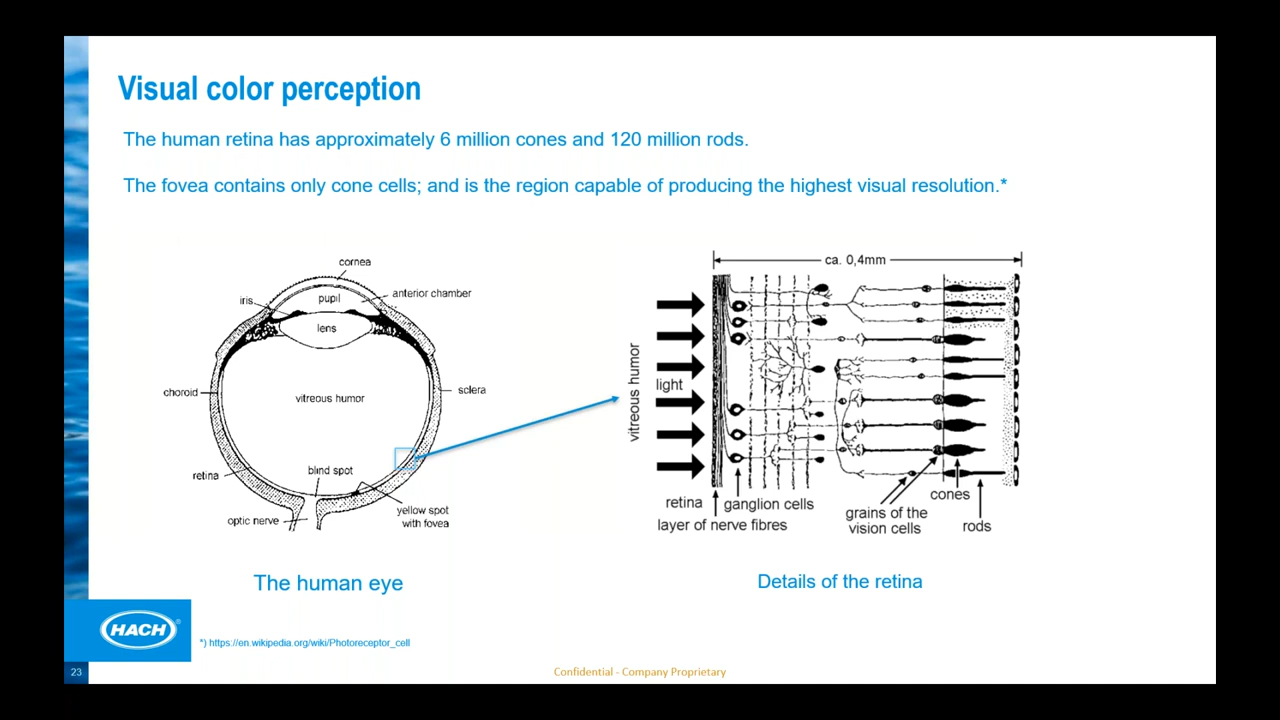 Visual color perception
The human retina has approximately 6 million cones and 120 million rods.
The fovea contains only cone cells; and is the region capable of producing the highest visual resolution.*
cornea
iris
pupil
anterior chamber
lens
choroid
vitreous humor
sclera
retina
blind spot
optic nerve
yellow spot
with fovea
The human eye
ca. 0,4mm
vitreous humor
light
retina
ganglion cells
layer of nerve fibres
grains of the
vision cells
cones
rods
Details of the retina
HACH®
*) https://en.wikipedia.org/wiki/Photoreceptor_cell
23
Confidential - Company Proprietary